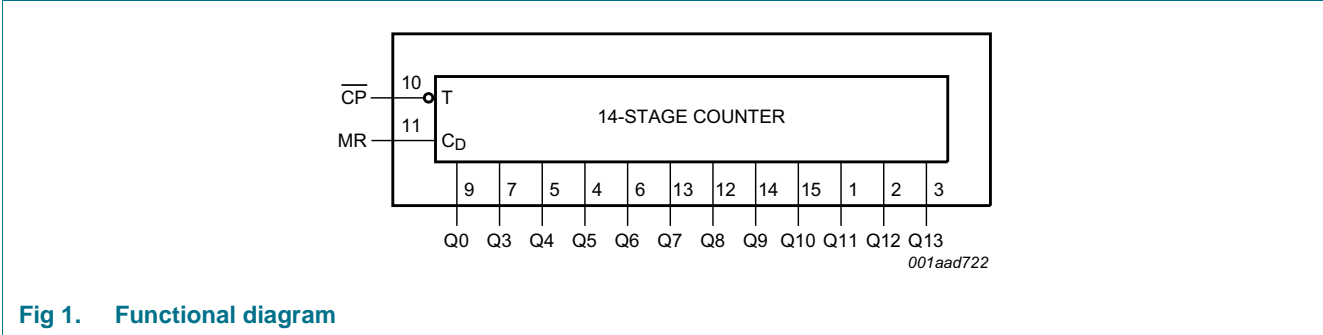 10
CP T
14-STAGE COUNTER
11
MR CD
9 7 5 4 6 13 12 14 15 1 2 3
Q0 Q3 Q4 Q5 Q6 Q7 Q8 Q9 Q10 Q11 Q12 Q13
001aad722
Fig 1. Functional diagram